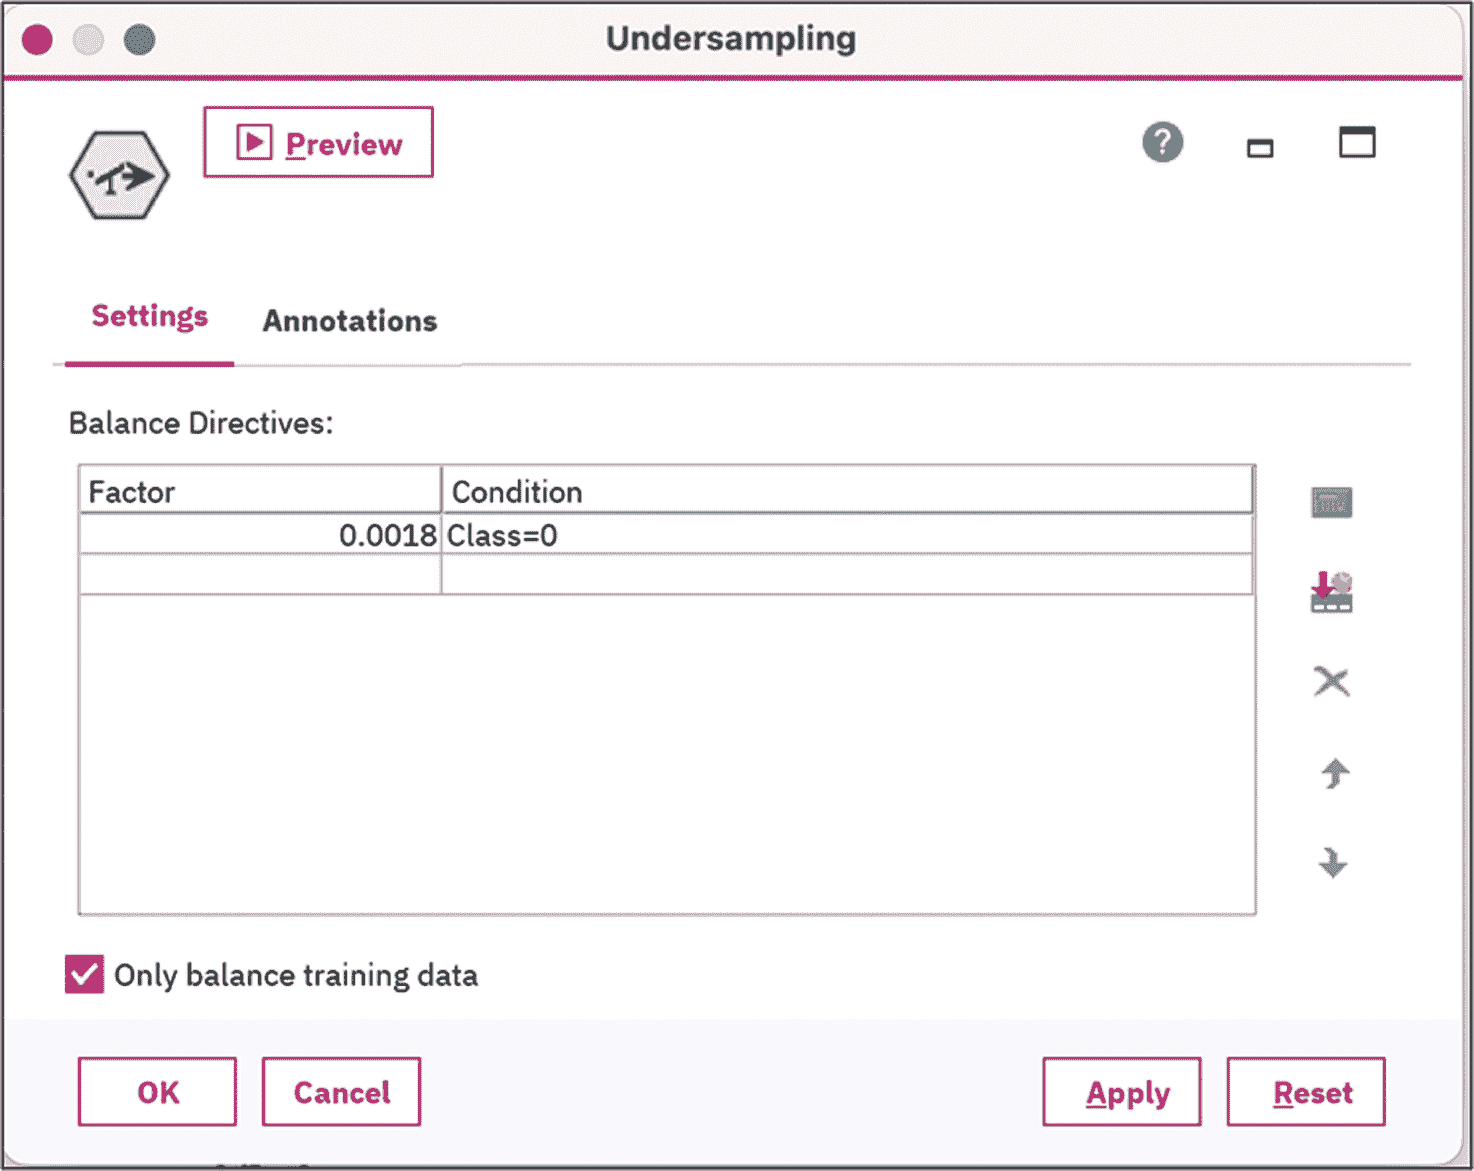 Undersampling
Preview
?
Settings Annotations
Balance Directives:
Factor Condition
0.0018 Class=0
Only balance training data
OK Cancel Apply Reset